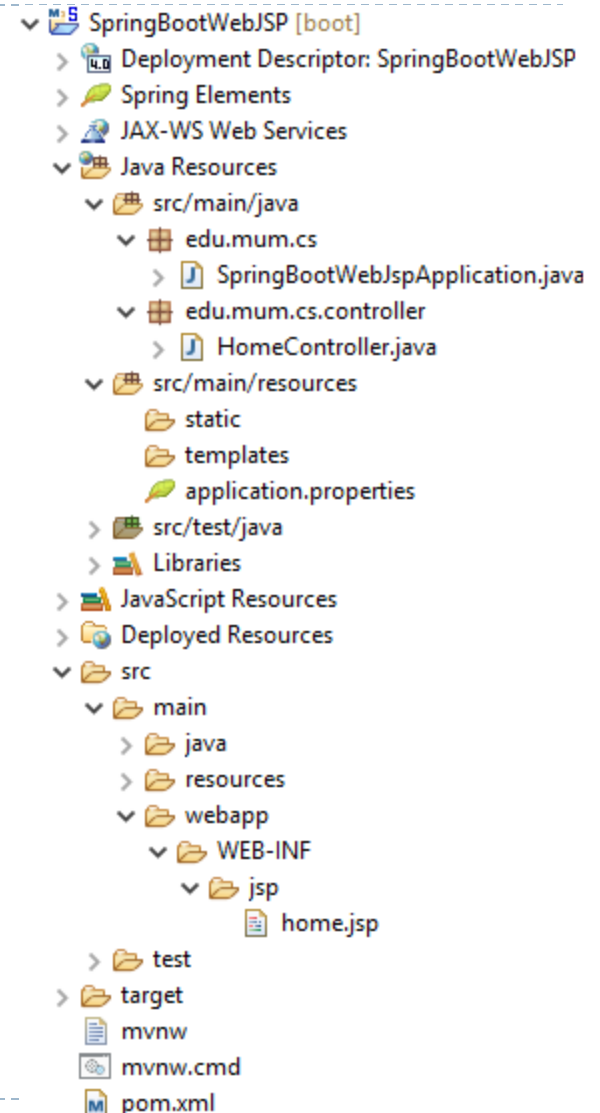 SpringBootWebJSP [boot]
Deployment Descriptor: SpringBootWebJSP
Spring Elements
JAX-WS Web Services
Java Resources
src/main/java
edu.mum.cs
SpringBootWebJspApplication.java
edu.mum.cs.controller
HomeController.java
src/main/resources
static
templates
application.properties
src/test/java
Libraries
JavaScript Resources
Deployed Resources
src
main
java
resources
webapp
WEB-INF
jsp
home.jsp
test
target
mvnw
mvnw.cmd
pom.xml